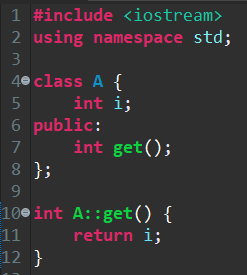 1 #include <iostream>
2 using namespace std;
3
4 class A {
5     int i;
6 public:
7     int get();
8 };
9
10 int A::get() {
11     return i;
12 }